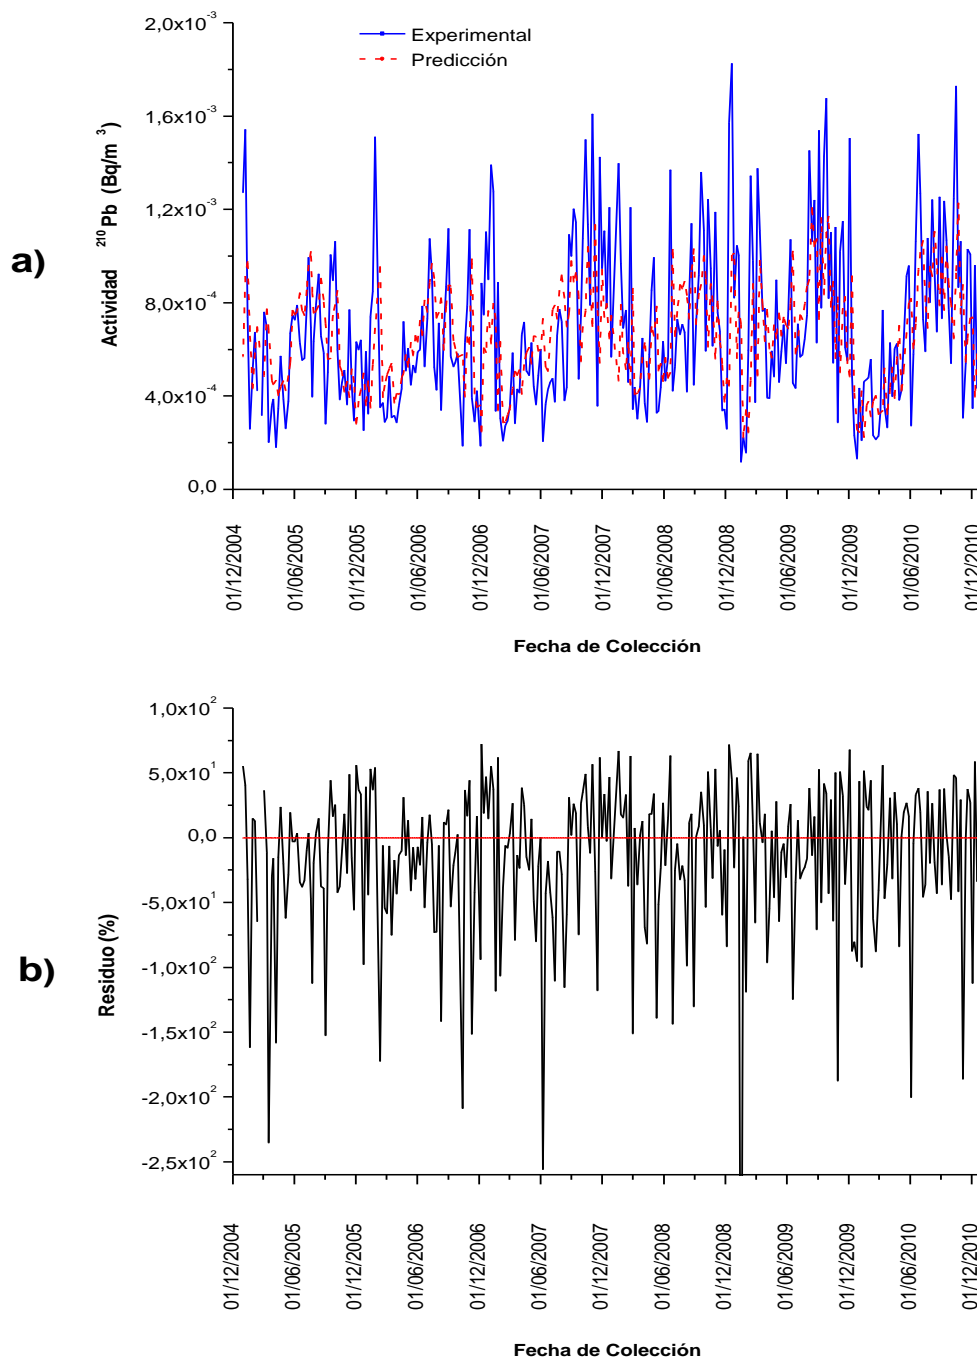 2,0x10-3
Experimental
Predicción
1,6x10-3
1,2x10-3
8,0x10-4
4,0x10-4
0,0
a)
Actividad 210Pb (Bq/m3)
01/12/2004
01/06/2005
01/12/2005
01/06/2006
01/12/2006
01/06/2007
01/12/2007
01/06/2008
01/12/2008
01/06/2009
01/12/2009
01/06/2010
01/12/2010
Fecha de Colección
1,0x102
5,0x101
0,0
-5,0x101
-1,0x102
-1,5x102
-2,0x102
-2,5x102
b)
Residuo (%)
01/12/2004
01/06/2005
01/12/2005
01/06/2006
01/12/2006
01/06/2007
01/12/2007
01/06/2008
01/12/2008
01/06/2009
01/12/2009
01/06/2010
01/12/2010
Fecha de Colección